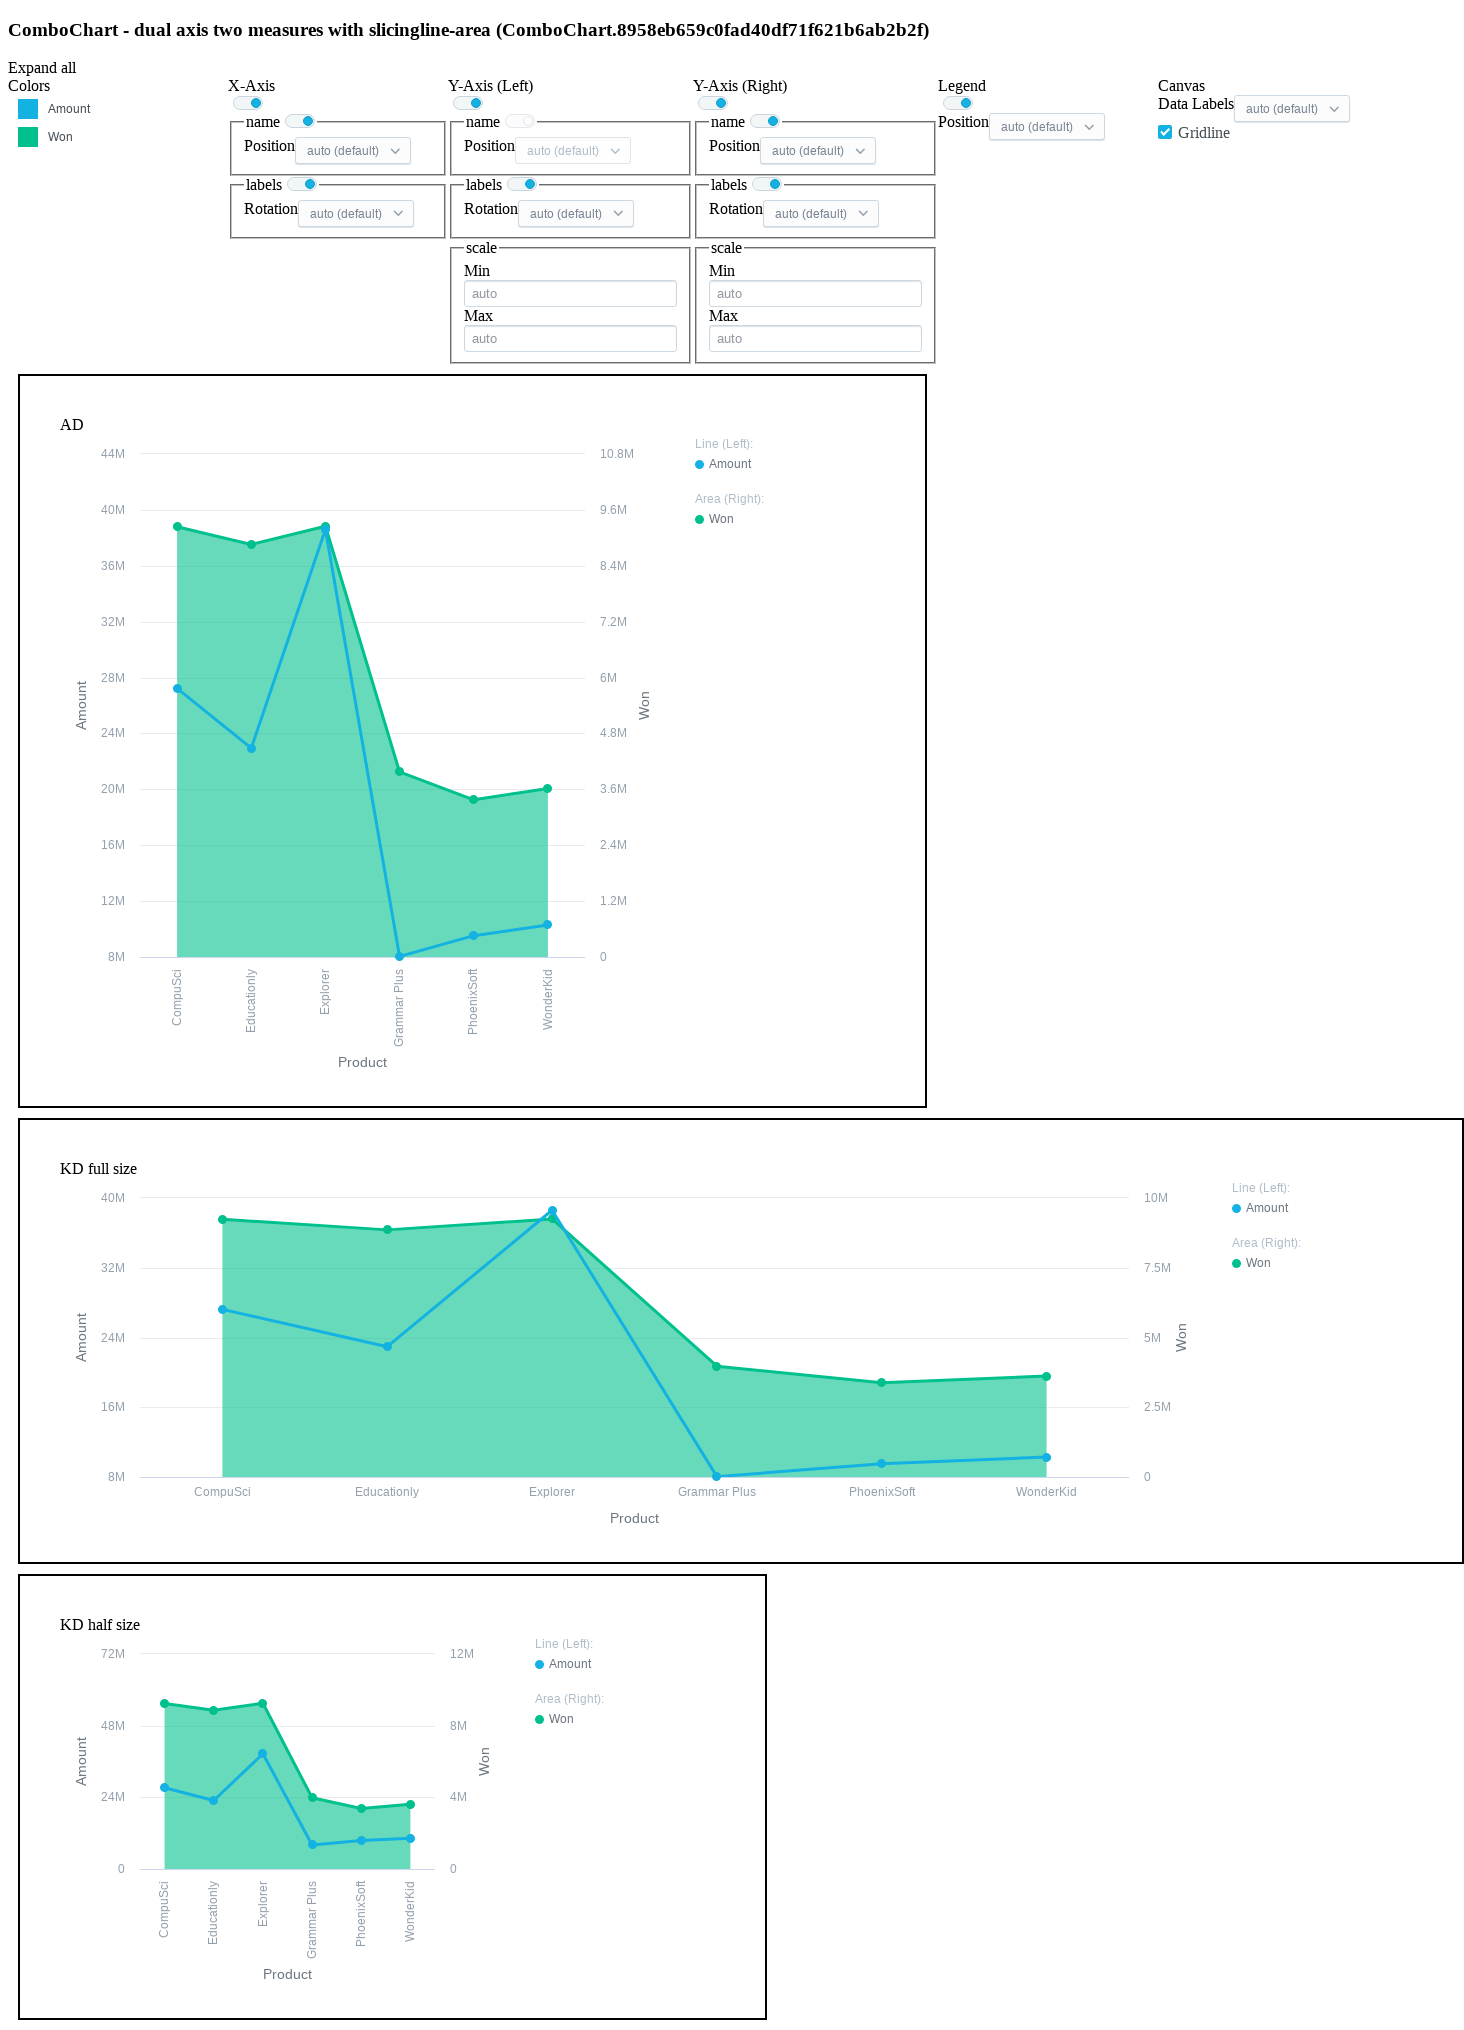 ComboChart - dual axis two measures with slicingline-area (ComboChart.8958eb659c0fad40df71f621b6ab2b2f)
Expand all
Colors
Amount
Won
X-Axis
name
Position auto (default)
labels
Rotation auto (default)
Y-Axis (Left)
name
Position auto (default)
labels
Rotation auto (default)
scale
Min
auto
Max
auto
Y-Axis (Right)
name
Position auto (default)
labels
Rotation auto (default)
scale
Min
auto
Max
auto
Legend
Position auto (default)
Canvas
Data Labels auto (default)
Gridline
AD
44M
40M
36M
32M
28M
24M
20M
16M
12M
8M
Amount
10.8M
9.6M
8.4M
7.2M
6M
4.8M
3.6M
2.4M
1.2M
0
Won
CompuSci
Educationly
Explorer
Grammar Plus
PhoenixSoft
WonderKid
Product
Line (Left):
Amount
Area (Right):
Won
KD full size
40M
32M
24M
16M
8M
Amount
10M
7.5M
5M
2.5M
0
Won
CompuSci Educationly Explorer Grammar Plus PhoenixSoft WonderKid
Product
Line (Left):
Amount
Area (Right):
Won
KD half size
72M
48M
24M
0
Amount
12M
8M
4M
0
Won
CompuSci
Educationly
Explorer
Grammar Plus
PhoenixSoft
WonderKid
Product
Line (Left):
Amount
Area (Right):
Won